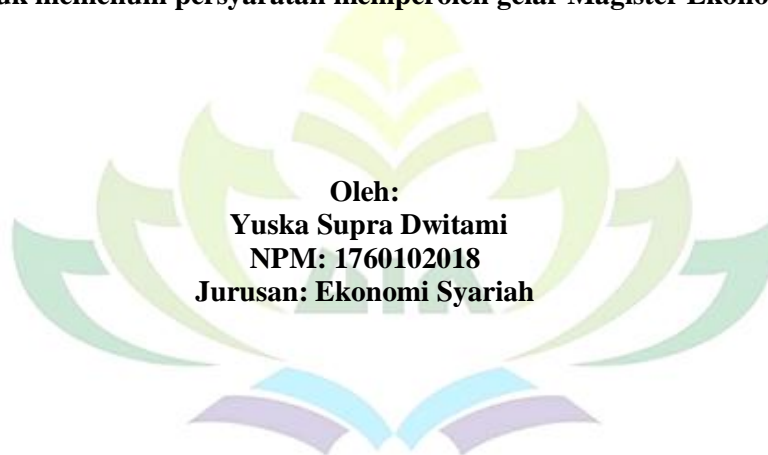 memenuhi persyaratan memperoleh gelar Magister
Oleh:
Yuska Supra Dwitami
NPM: 1760102018
Jurusan: Ekonomi Syariah